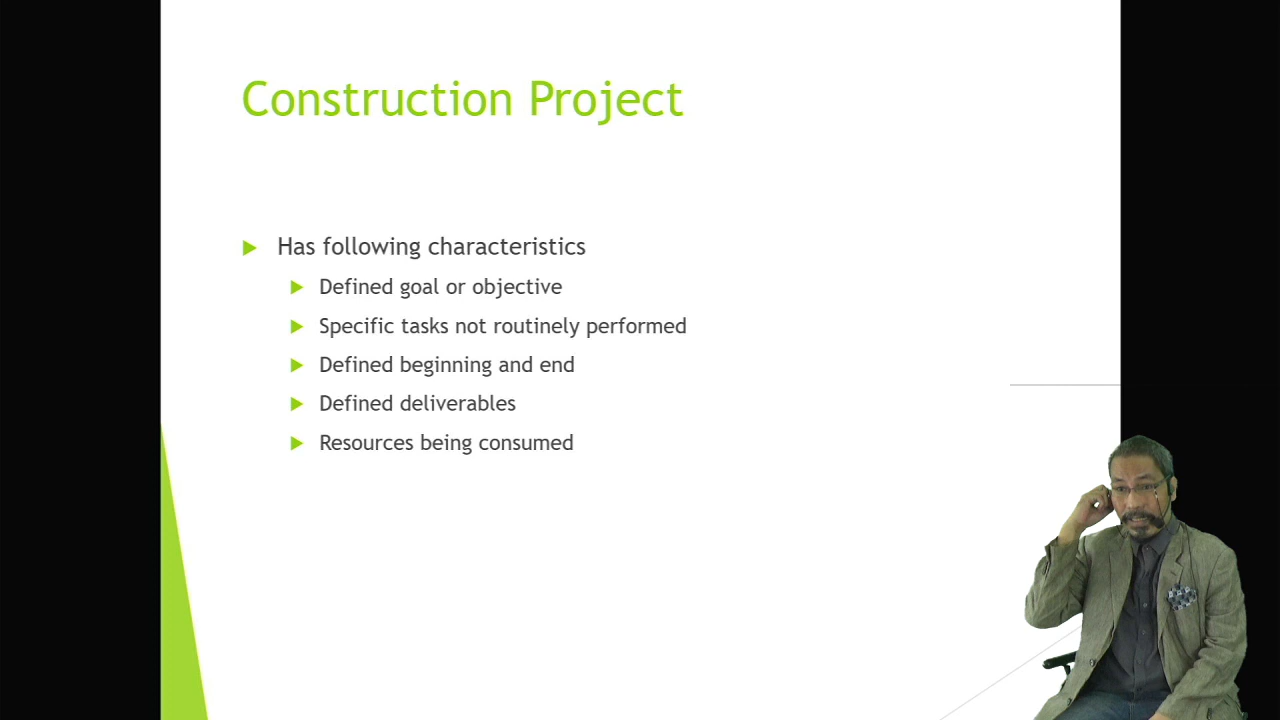 Construction Project
Has following characteristics
Defined goal or objective
Specific tasks not routinely performed
Defined beginning and end
Defined deliverables
Resources being consumed